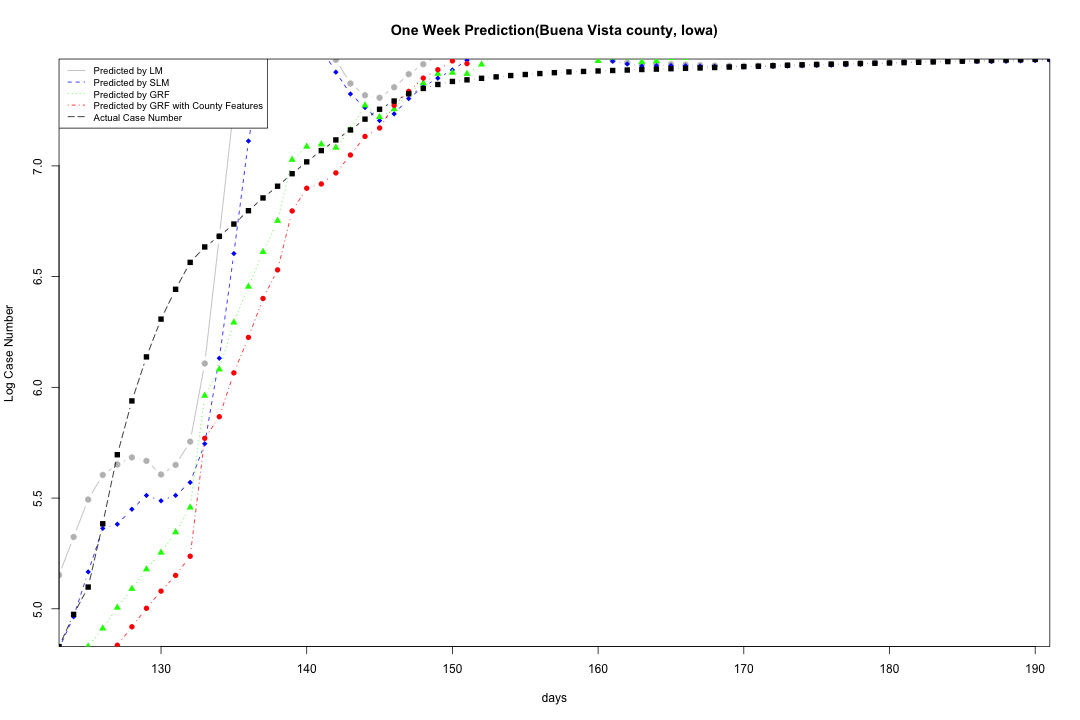 One Week Prediction(Buena Vista county, Iowa)
Predicted by LM
Predicted by SLM
Predicted by GRF
Predicted by GRF with County Features
Actual Case Number
7.0
6.5
6.0
5.5
5.0
Log Case Number
130 140 150 160 170 180 190
days